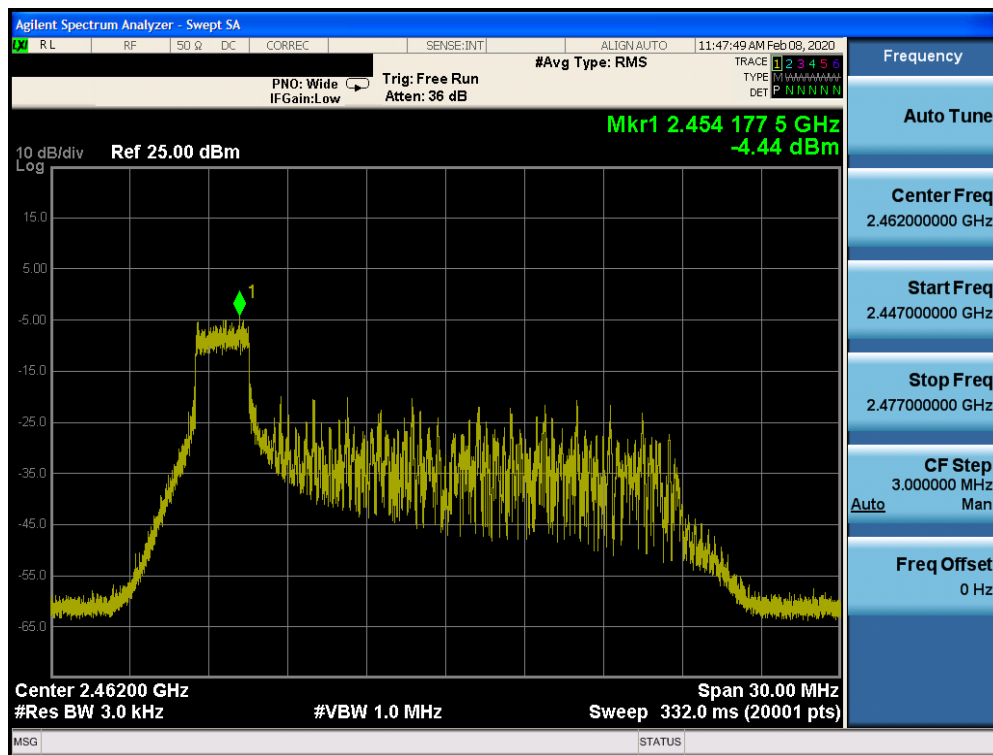 Agilent Spectrum Analyzer - Swept SA
LXI RL RF 50 Ω DC CORREC SENSE:INT ALIGN AUTO 11:47:49 AM Feb 08, 2020
Frequency
PNO: Wide
IFGain:Low
Trig: Free Run
Atten: 36 dB
#Avg Type: RMS
TRACE 1 2 3 4 5 6
TYPE M WWWWW
DET P N N N N N
Auto Tune
Mkr1 2.454 177 5 GHz
-4.44 dBm
10 dB/div Ref 25.00 dBm
Log
15.0
5.00
-5.00
-15.0
-25.0
-35.0
-45.0
-55.0
-65.0
1
Center Freq
2.462000000 GHz
Start Freq
2.447000000 GHz
Stop Freq
2.477000000 GHz
CF Step
3.000000 MHz
Auto Man
Freq Offset
0 Hz
Center 2.46200 GHz Span 30.00 MHz
#Res BW 3.0 kHz #VBW 1.0 MHz Sweep 332.0 ms (20001 pts)
MSG STATUS